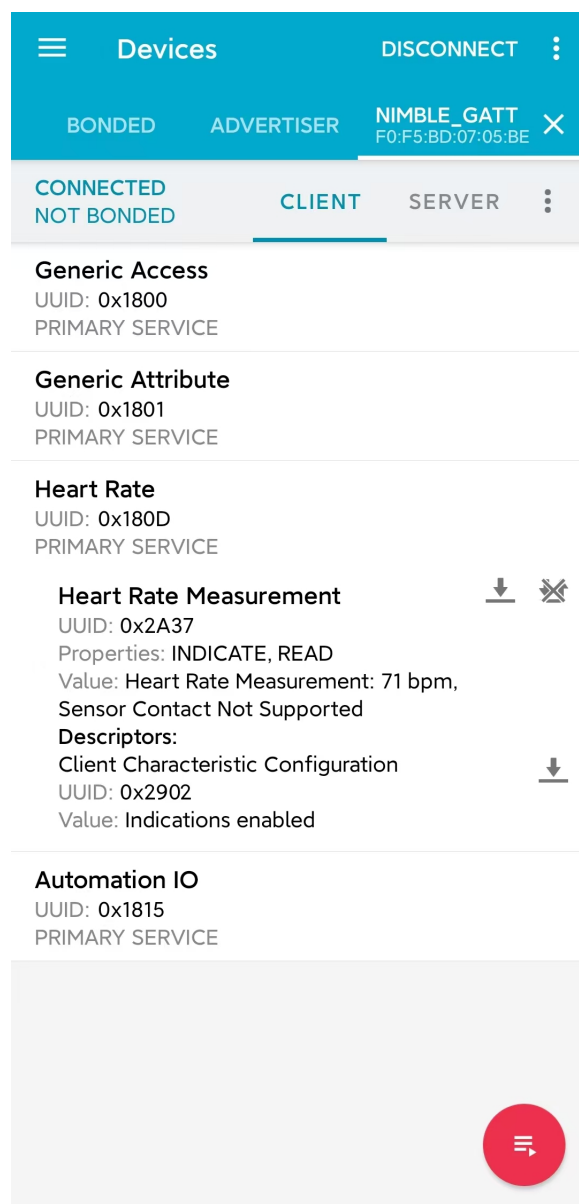 Devices
DISCONNECT
BONDED
ADVERTISER
NIMBLE_GATT
F0:F5:BD:07:05:BE
CONNECTED
NOT BONDED
CLIENT
SERVER
Generic Access
UUID: 0x1800
PRIMARY SERVICE
Generic Attribute
UUID: 0x1801
PRIMARY SERVICE
Heart Rate
UUID: 0x180D
PRIMARY SERVICE
Heart Rate Measurement
UUID: 0x2A37
Properties: INDICATE, READ
Value: Heart Rate Measurement: 71 bpm,
Sensor Contact Not Supported
Descriptors:
Client Characteristic Configuration
UUID: 0x2902
Value: Indications enabled
Automation IO
UUID: 0x1815
PRIMARY SERVICE